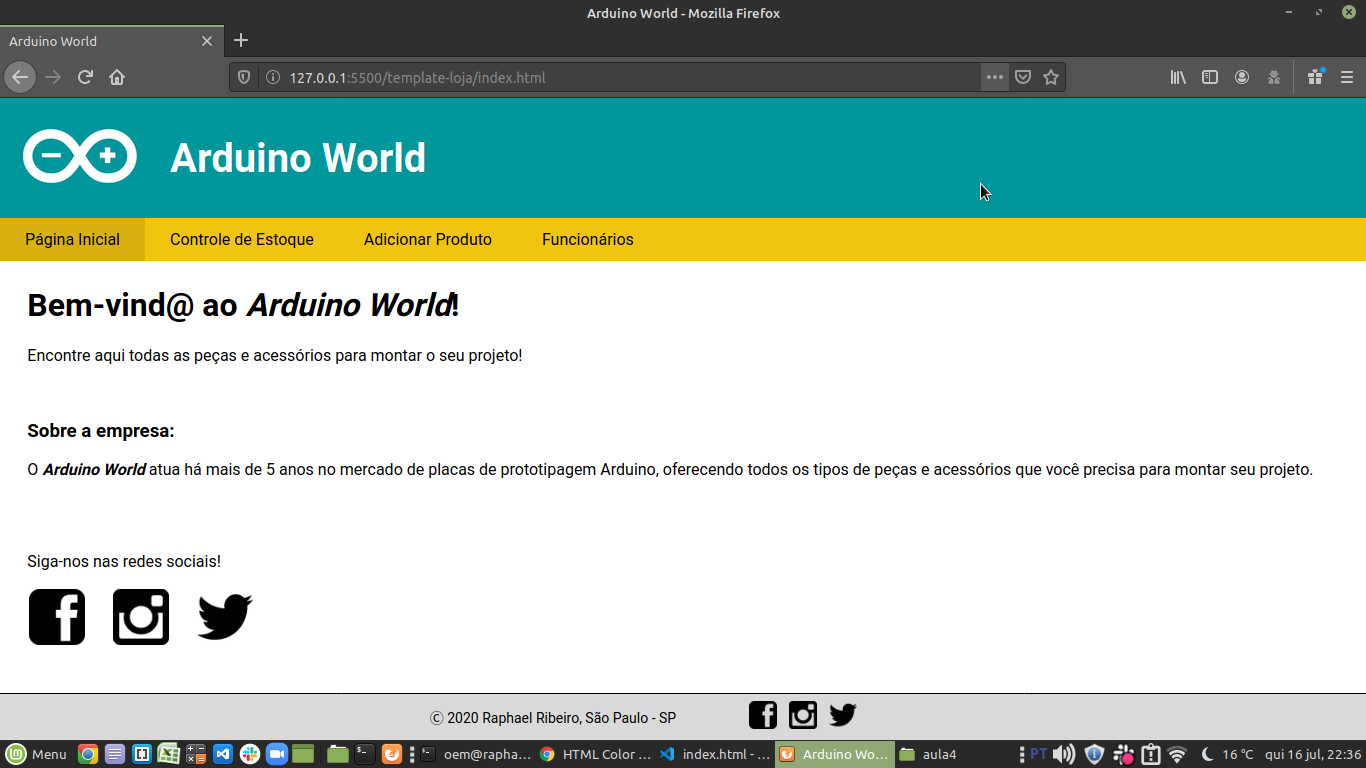 Arduino World - Mozilla Firefox
Arduino World
127.0.0.1:5500/template-loja/index.html
Arduino World
Página Inicial
Controle de Estoque
Adicionar Produto
Funcionários
Bem-vind@ ao Arduino World!
Encontre aqui todas as peças e acessórios para montar o seu projeto!
Sobre a empresa:
O Arduino World atua há mais de 5 anos no mercado de placas de prototipagem Arduino, oferecendo todos os tipos de peças e acessórios que você precisa para montar seu projeto.
Siga-nos nas redes sociais!
© 2020 Raphael Ribeiro, São Paulo - SP
Menu
oem@rapha...
HTML Color ...
index.html - ...
Arduino Wo...
aula4
PT
16 °C
qui 16 jul, 22:36